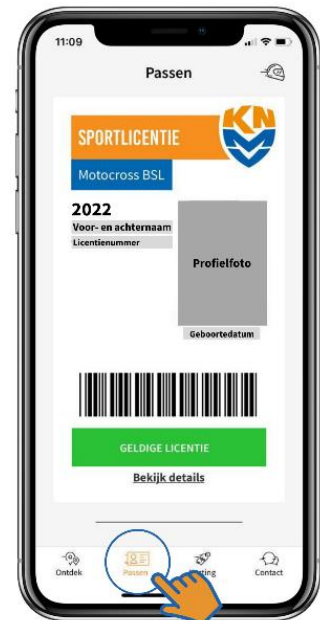 11:09
Passen
KNMV
SPORTLICENTIE
Motocross BSL
2022
Voor- en achternaam
Licentienummer
Profielfoto
Geboortedatum
GELDIGE LICENTIE
Bekijk details
Ontdek
Passen
Contact